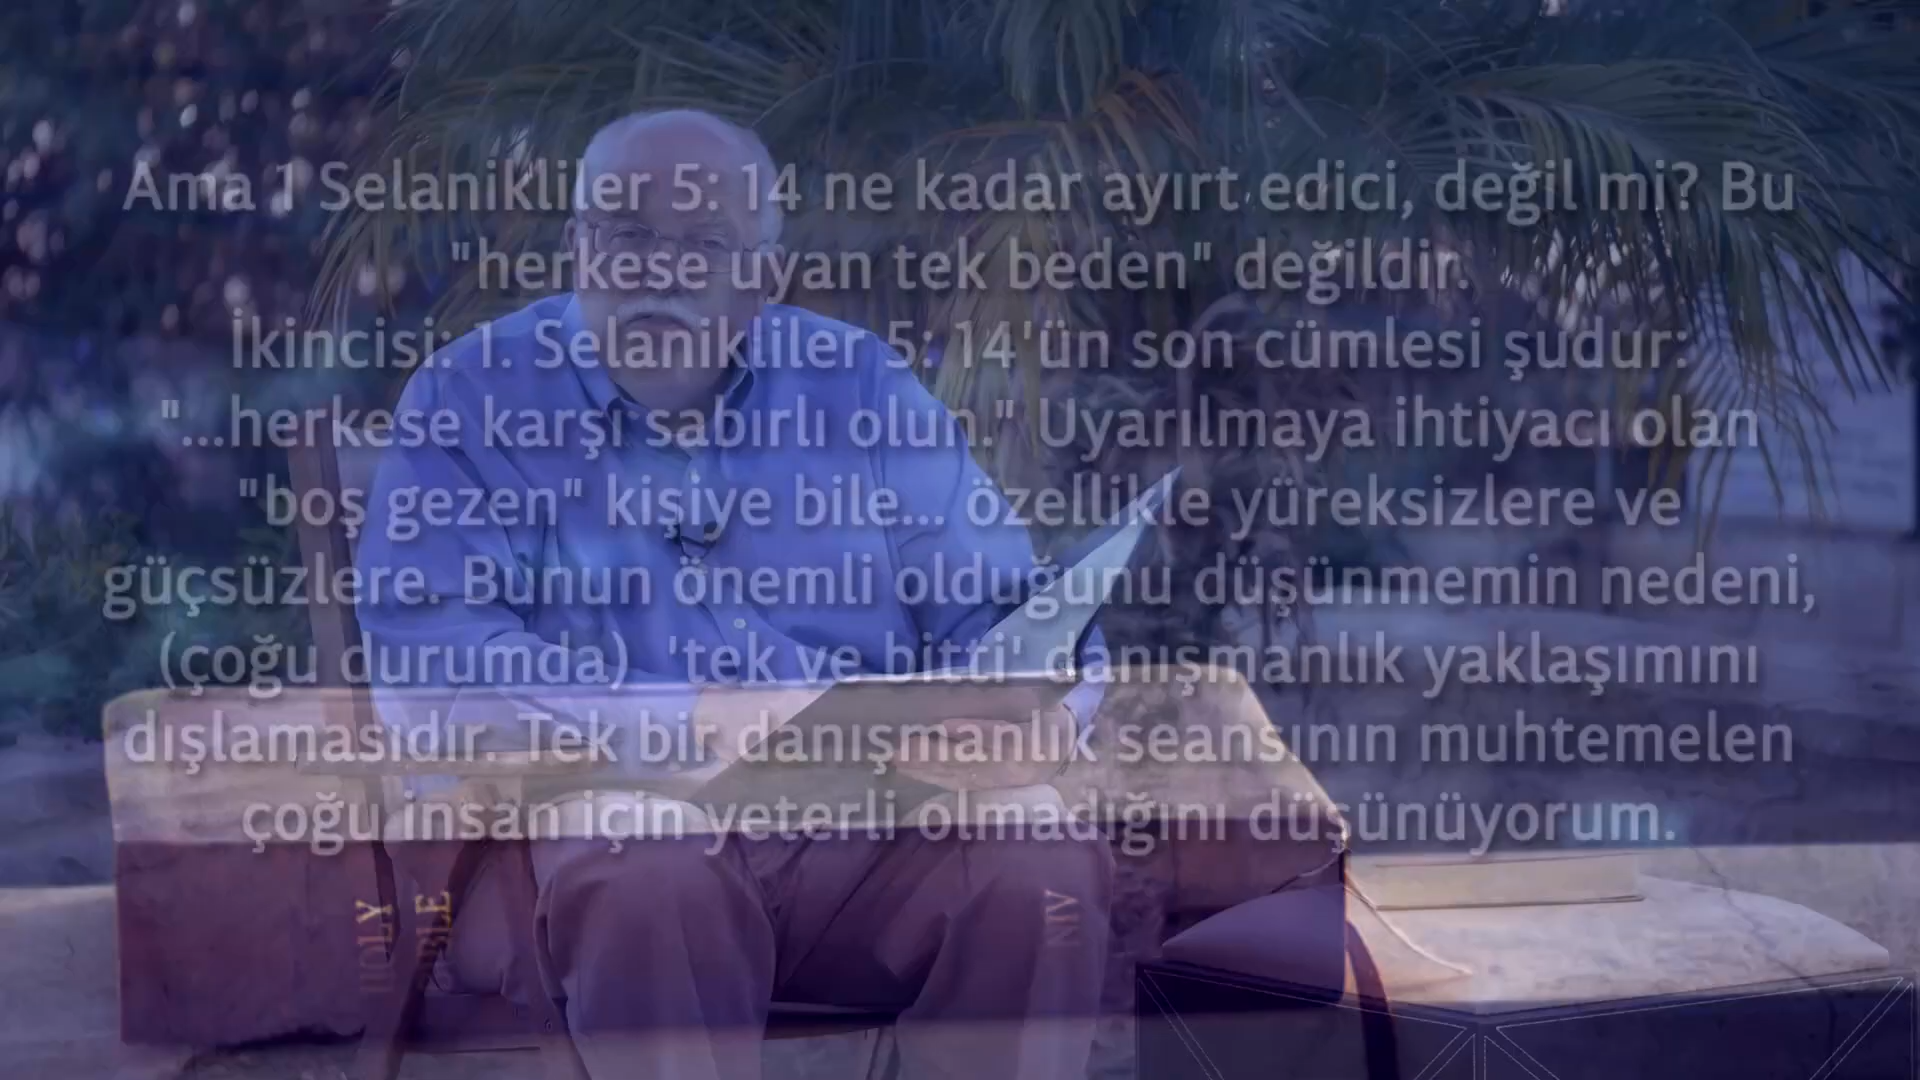 Ama 1 Selanikliler 5: 14 ne kadar ayırt edici, değil mi? Bu
"herkese uyan tek beden" değildir.
İkincisi: 1. Selanikliler 5: 14'ün son cümlesi şudur:
"...herkese karşı sabırlı olun." Uyarılmaya ihtiyacı olan
"boş gezen" kişiye bile... özellikle yüreksizlere ve
güçsüzlere. Bunun önemli olduğunu düşünmemin nedeni,
(çoğu durumda) 'tek ve bitti' danışmanlık yaklaşımını
dışlamasıdır. Tek bir danışmanlık seansının muhtemelen
çoğu insan için yeterli olmadığını düşünüyorum.
HOLY
BIBLE
NIV